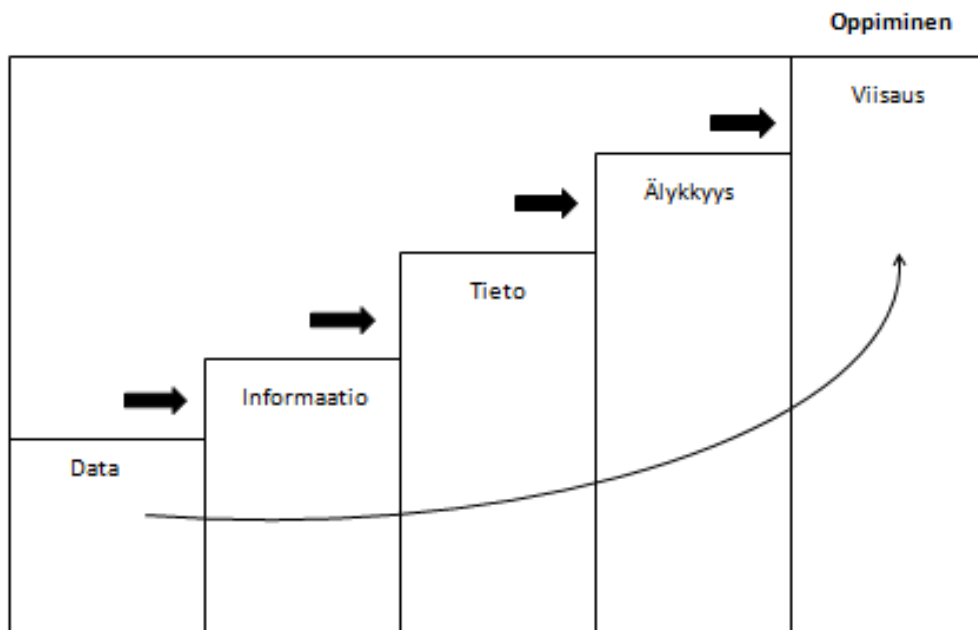 Oppiminen
Viisaus
Älykkyys
Tieto
Informaatio
Data